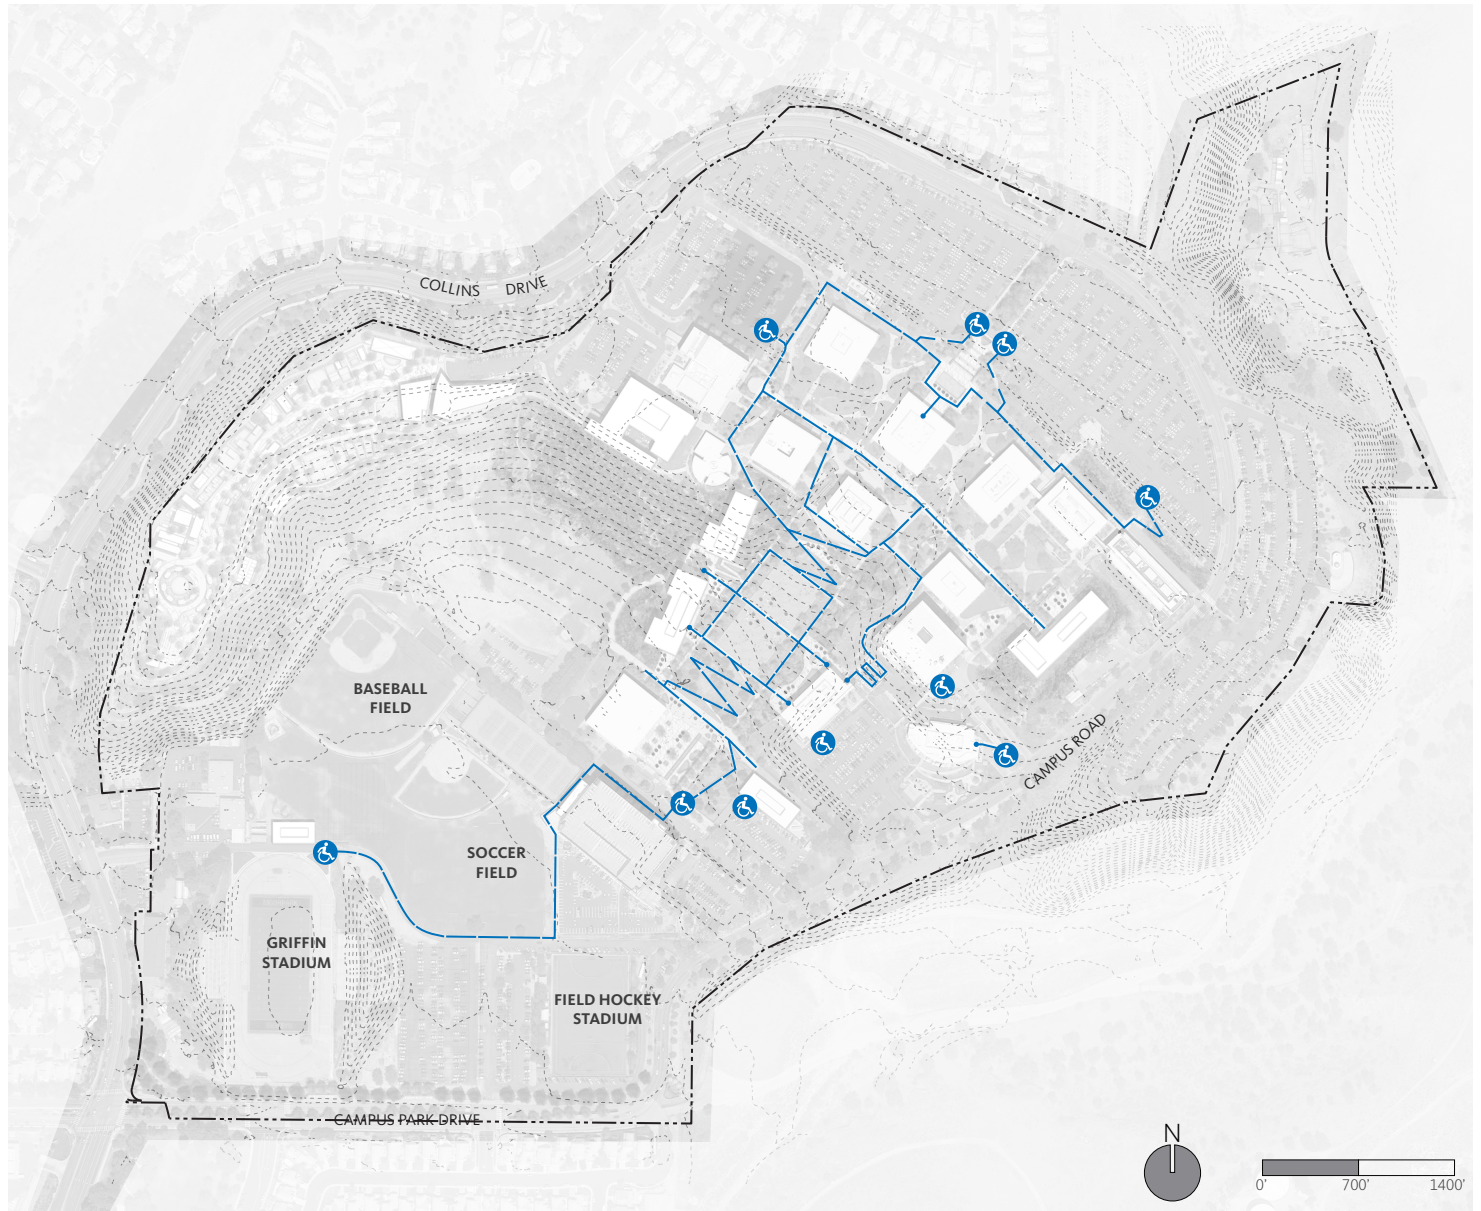 COLLINS DRIVE
BASEBALL
FIELD
CAMPUS ROAD
SOCCER
FIELD
GRIFFIN
STADIUM
FIELD HOCKEY
STADIUM
CAMPUS PARK DRIVE
N
0' 700' 1400'